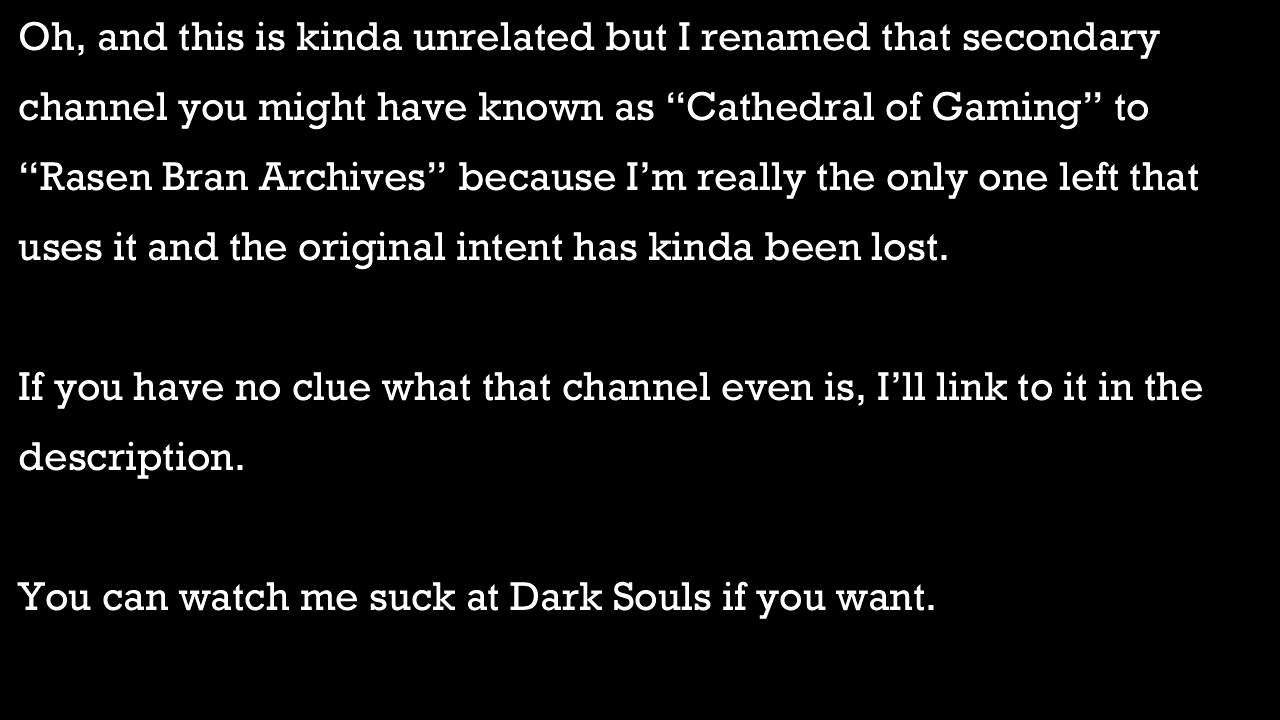 Oh, and this is kinda unrelated but I renamed that secondary
channel you might have known as “Cathedral of Gaming” to
“Rasen Bran Archives” because I’m really the only one left that
uses it and the original intent has kinda been lost.
If you have no clue what that channel even is, I’ll link to it in the
description.
You can watch me suck at Dark Souls if you want.